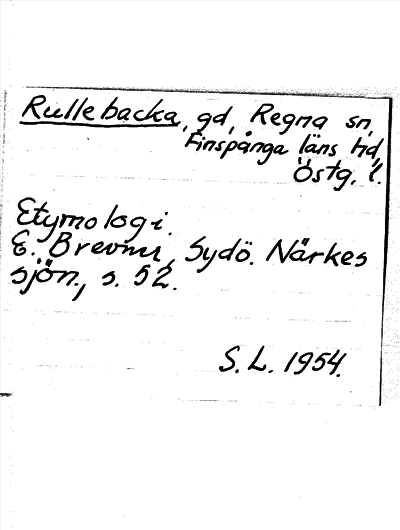 Rullebacka, gd, Regna sn,
Finspånga läns hd,
Östg. l.
Etymologi.
E. Brevner, Sydö. Närkes
sjön., s. 52.
S. L. 1954.